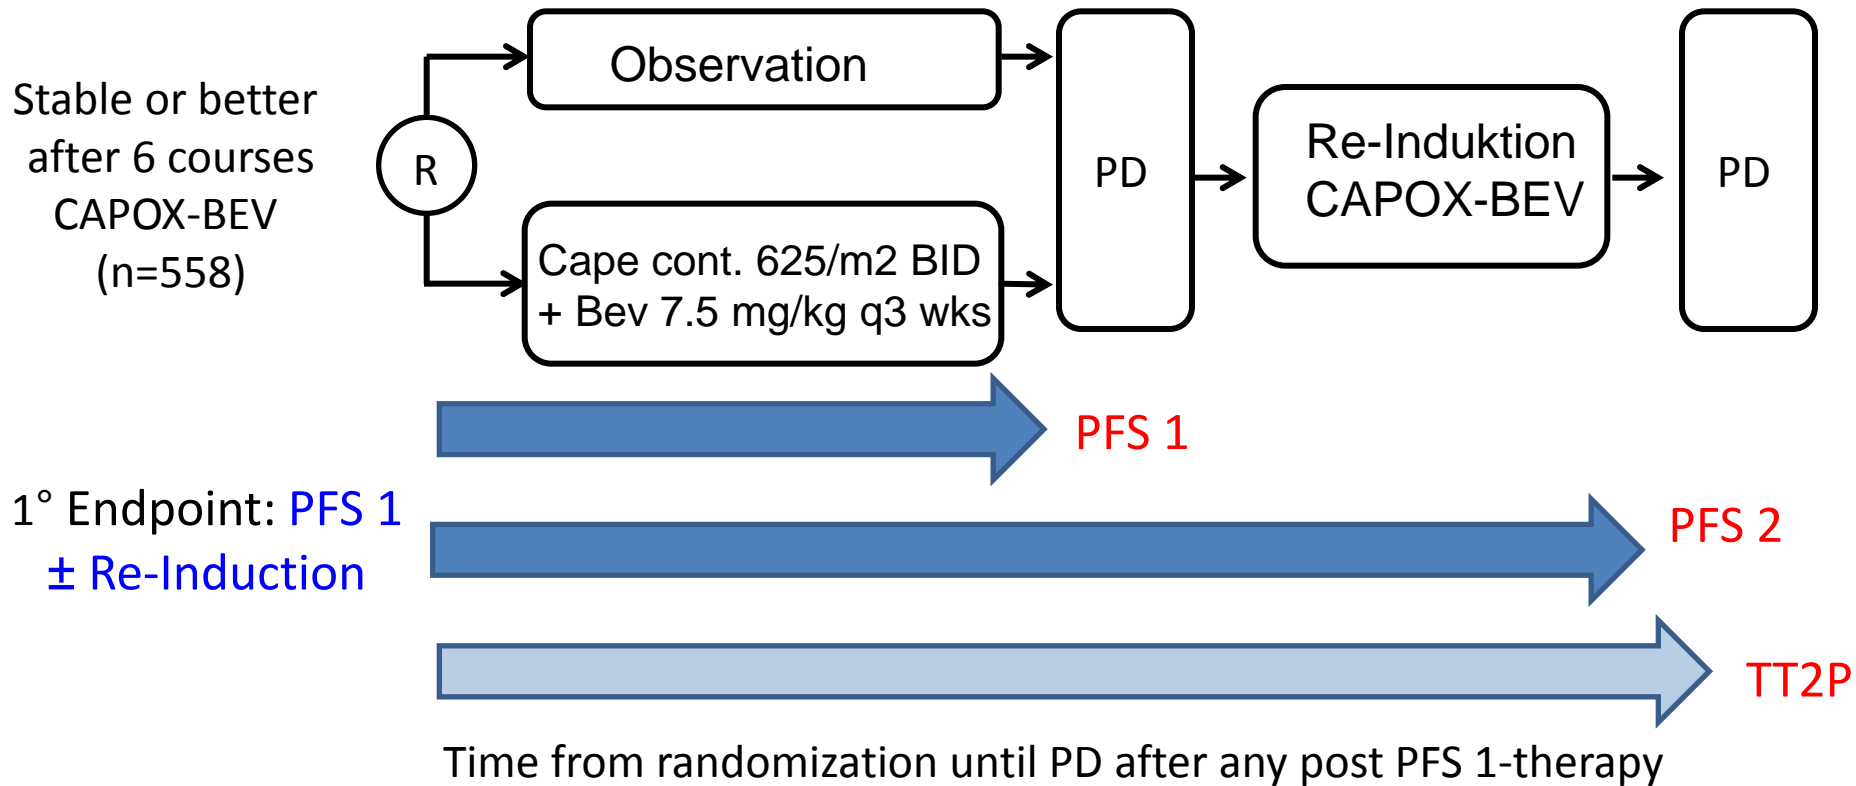 Stable or better
after 6 courses
CAPOX-BEV
(n=558)
R
Observation
Cape cont. 625/m2 BID
+ Bev 7.5 mg/kg q3 wks
PD
Re-Induktion
CAPOX-BEV
PD
PFS 1
1° Endpoint: PFS 1
± Re-Induction
PFS 2
TT2P
Time from randomization until PD after any post PFS 1-therapy